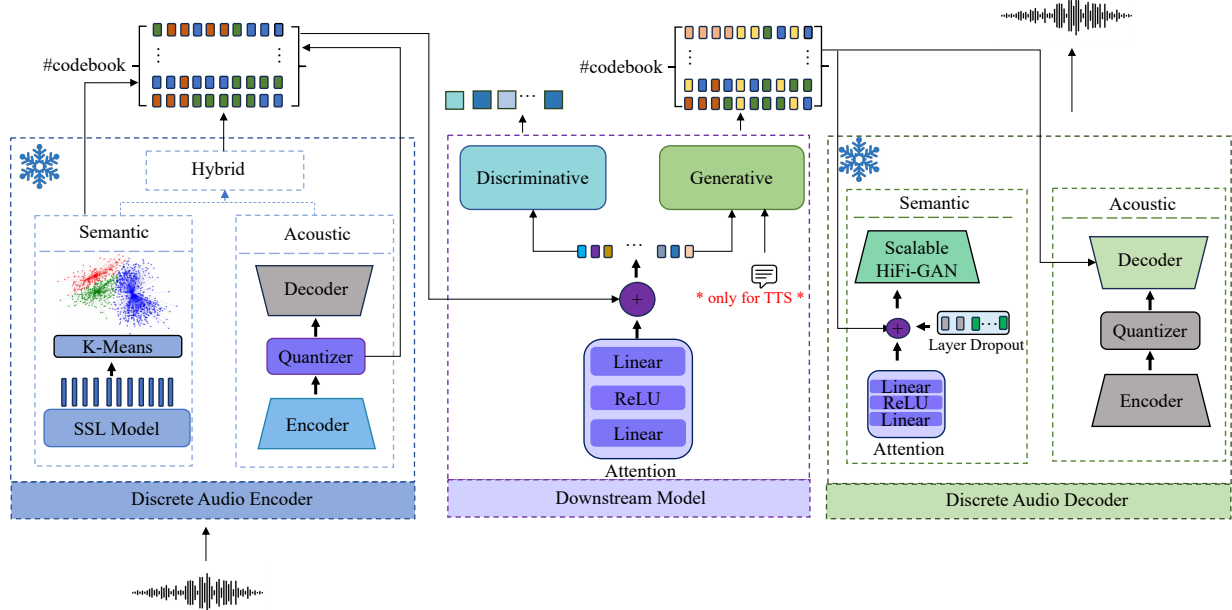 #codebook
Hybrid
Semantic
K-Means
SSL Model
Acoustic
Decoder
Quantizer
Encoder
Discrete Audio Encoder
#codebook
Discriminative
Generative
* only for TTS *
+
Linear
ReLU
Linear
Attention
Downstream Model
Semantic
Scalable
HiFi-GAN
+
Layer Dropout
Linear
ReLU
Linear
Attention
Acoustic
Decoder
Quantizer
Encoder
Discrete Audio Decoder